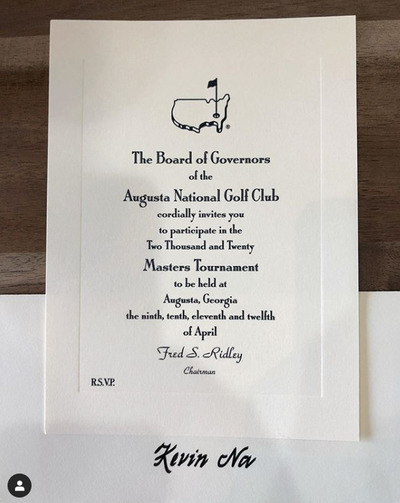 The Board of Governors
of the
Augusta National Golf Club
cordially invites you
to participate in the
Two Thousand and Twenty
Masters Tournament
to be held at
Augusta, Georgia
the ninth, tenth, eleventh and twelfth
of April
Fred S. Ridley
Chairman
R.S.V.P.
Kevin Na